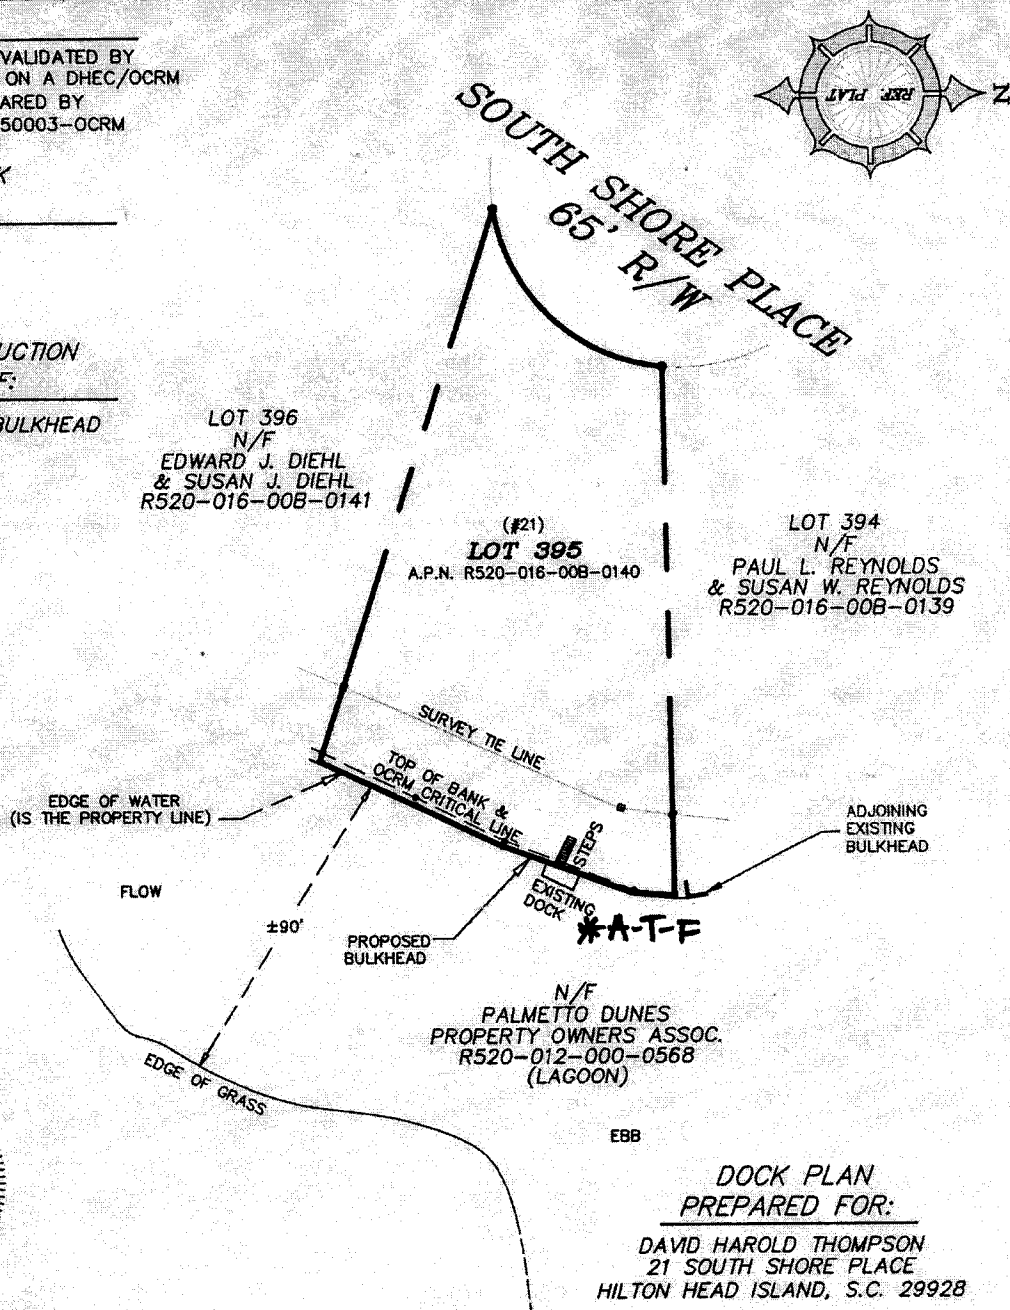 VALIDATED BY
ON A DHEC/OCRM
ARED BY
50003-OCRM
K
UCTION
F:
BULKHEAD
REF. PLAT
N
SOUTH SHORE PLACE
65' R/W
LOT 396
N/F
EDWARD J. DIEHL
& SUSAN J. DIEHL
R520-016-00B-0141
(#21)
LOT 395
A.P.N. R520-016-00B-0140
LOT 394
N/F
PAUL L. REYNOLDS
& SUSAN W. REYNOLDS
R520-016-00B-0139
SURVEY TIE LINE
TOP OF BANK &
OCRM CRITICAL LINE
EDGE OF WATER
(IS THE PROPERTY LINE)
STEPS
ADJOINING
EXISTING
BULKHEAD
FLOW
EXISTING
DOCK
*A-T-F
±90'
PROPOSED
BULKHEAD
N/F
PALMETTO DUNES
PROPERTY OWNERS ASSOC.
R520-012-000-0568
(LAGOON)
EDGE OF GRASS
EBB
DOCK PLAN
PREPARED FOR:
DAVID HAROLD THOMPSON
21 SOUTH SHORE PLACE
HILTON HEAD ISLAND, S.C. 29928